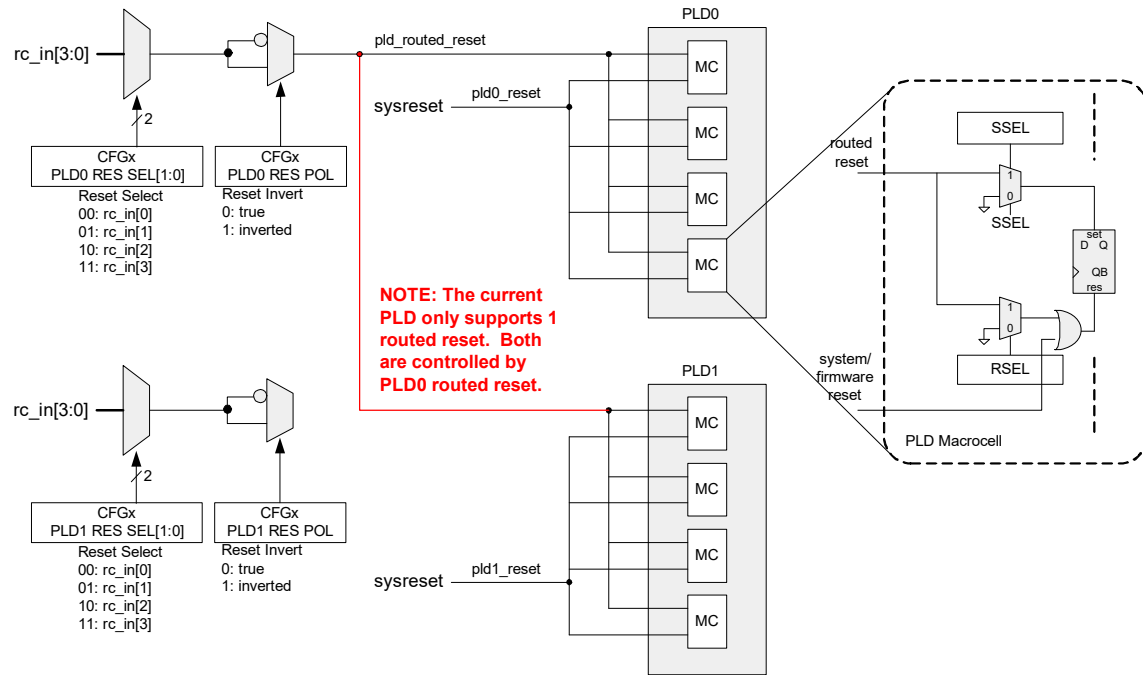 PLD0
rc_in[3:0]
pld_routed_reset
MC
sysreset
pld0_reset
MC
MC
MC
2
CFGx
PLD0 RES SEL[1:0]
Reset Select
00: rc_in[0]
01: rc_in[1]
10: rc_in[2]
11: rc_in[3]
CFGx
PLD0 RES POL
Reset Invert
0: true
1: inverted
NOTE: The current
PLD only supports 1
routed reset. Both
are controlled by
PLD0 routed reset.
SSEL
routed
reset
1
0
SSEL
set
D Q
QB
res
1
0
system/
firmware
reset
RSEL
PLD Macrocell
PLD1
rc_in[3:0]
MC
MC
MC
MC
sysreset
pld1_reset
2
CFGx
PLD1 RES SEL[1:0]
Reset Select
00: rc_in[0]
01: rc_in[1]
10: rc_in[2]
11: rc_in[3]
CFGx
PLD1 RES POL
Reset Invert
0: true
1: inverted